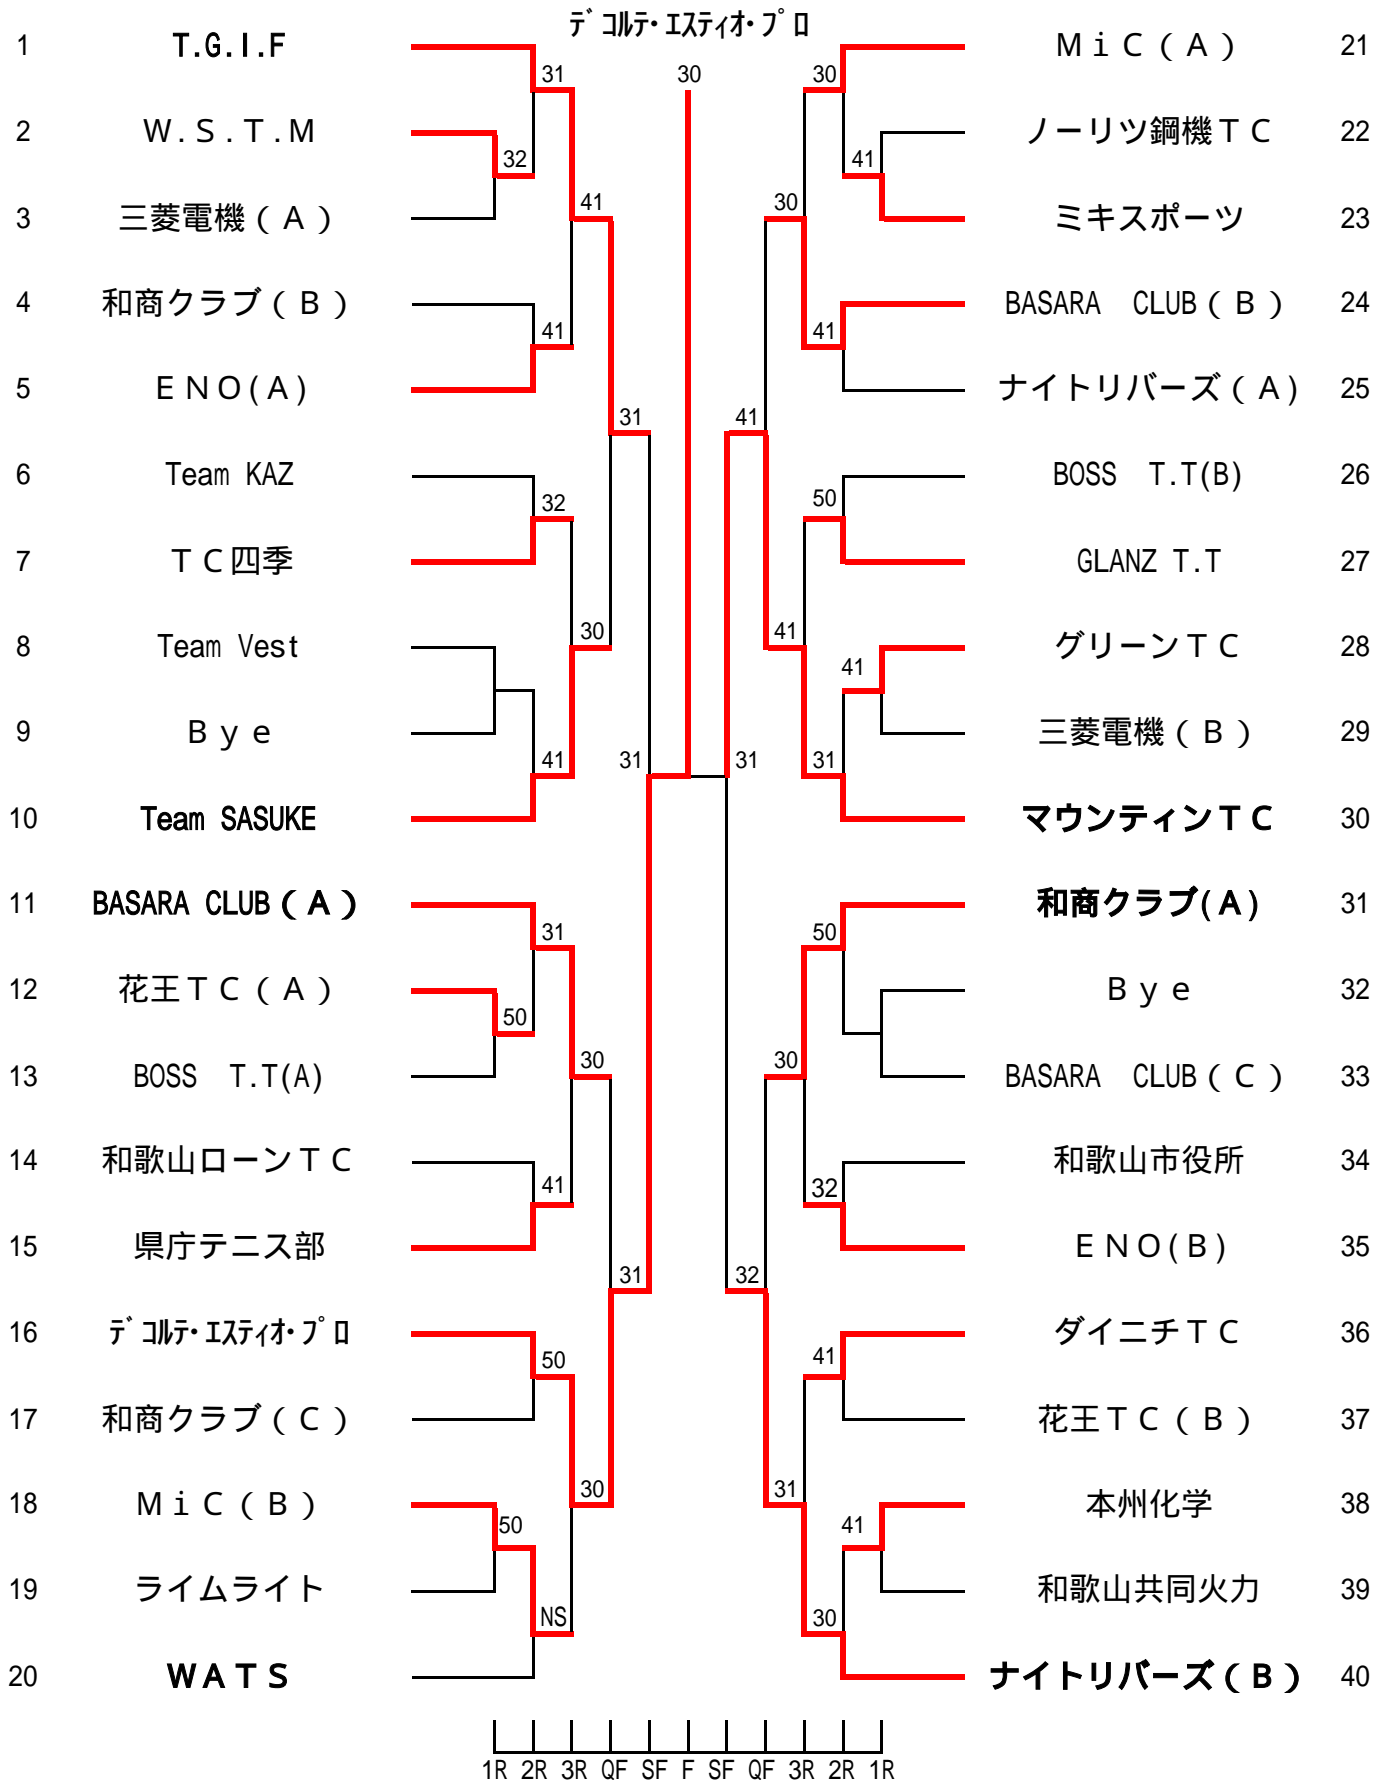 デコルテ・エスティオ・プロ
30
1 T.G.I.F
2 W.S.T.M
3 三菱電機(A)
4 和商クラブ(B)
5 ENO(A)
6 Team KAZ
7 TC四季
8 Team Vest
9 Bye
10 Team SASUKE
11 BASARA CLUB(A)
12 花王TC(A)
13 BOSS T.T(A)
14 和歌山ローンTC
15 県庁テニス部
16 デコルテ・エスティオ・プロ
17 和商クラブ(C)
18 MiC(B)
19 ライムライト
20 WATS
31
32
41
41
31
32
30
41
31
31
50
30
41
31
50
30
50
NS
30
41
30
41
41
50
41
41
31
31
50
30
32
32
41
31
41
30
MiC(A) 21
ノーリツ鋼機TC 22
ミキスポーツ 23
BASARA CLUB(B) 24
ナイトリバーズ(A) 25
BOSS T.T(B) 26
GLANZ T.T 27
グリーンTC 28
三菱電機(B) 29
マウンティンTC 30
和商クラブ(A) 31
Bye 32
BASARA CLUB(C) 33
和歌山市役所 34
ENO(B) 35
ダイニチTC 36
花王TC(B) 37
本州化学 38
和歌山共同火力 39
ナイトリバーズ(B) 40
1R 2R 3R QF SF F SF QF 3R 2R 1R